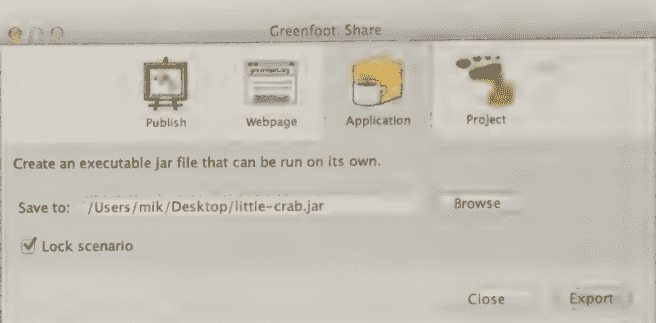 Greenfoot: Share
Publish
Webpage
Application
Project
Create an executable jar file that can be run on its own.
Save to: /Users/mik/Desktop/little-crab.jar
Browse
Lock scenario
Close
Export